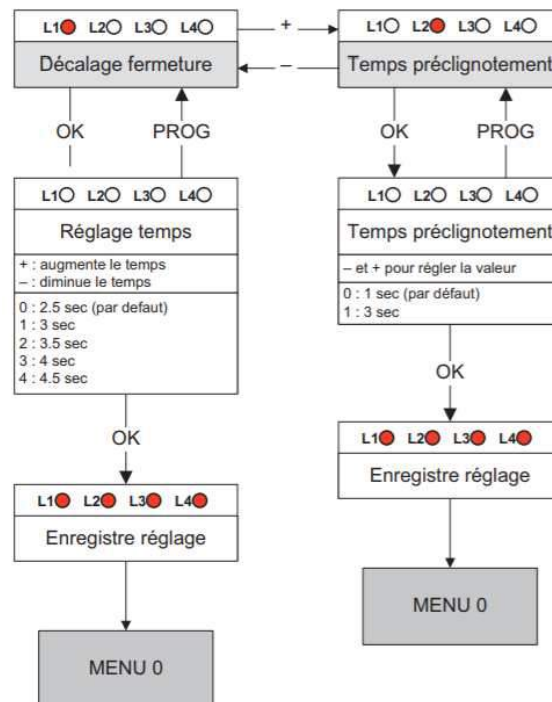 L1 L2 L3 L4
Décalage fermeture
+
–
L1 L2 L3 L4
Temps préclignotement
OK
PROG
OK
PROG
L1 L2 L3 L4
Réglage temps
+ : augmente le temps
– : diminue le temps
0 : 2.5 sec (par defaut)
1 : 3 sec
2 : 3.5 sec
3 : 4 sec
4 : 4.5 sec
L1 L2 L3 L4
Temps préclignotement
– et + pour régler la valeur
0 : 1 sec (par défaut)
1 : 3 sec
OK
L1 L2 L3 L4
Enregistre réglage
MENU 0
OK
L1 L2 L3 L4
Enregistre réglage
MENU 0